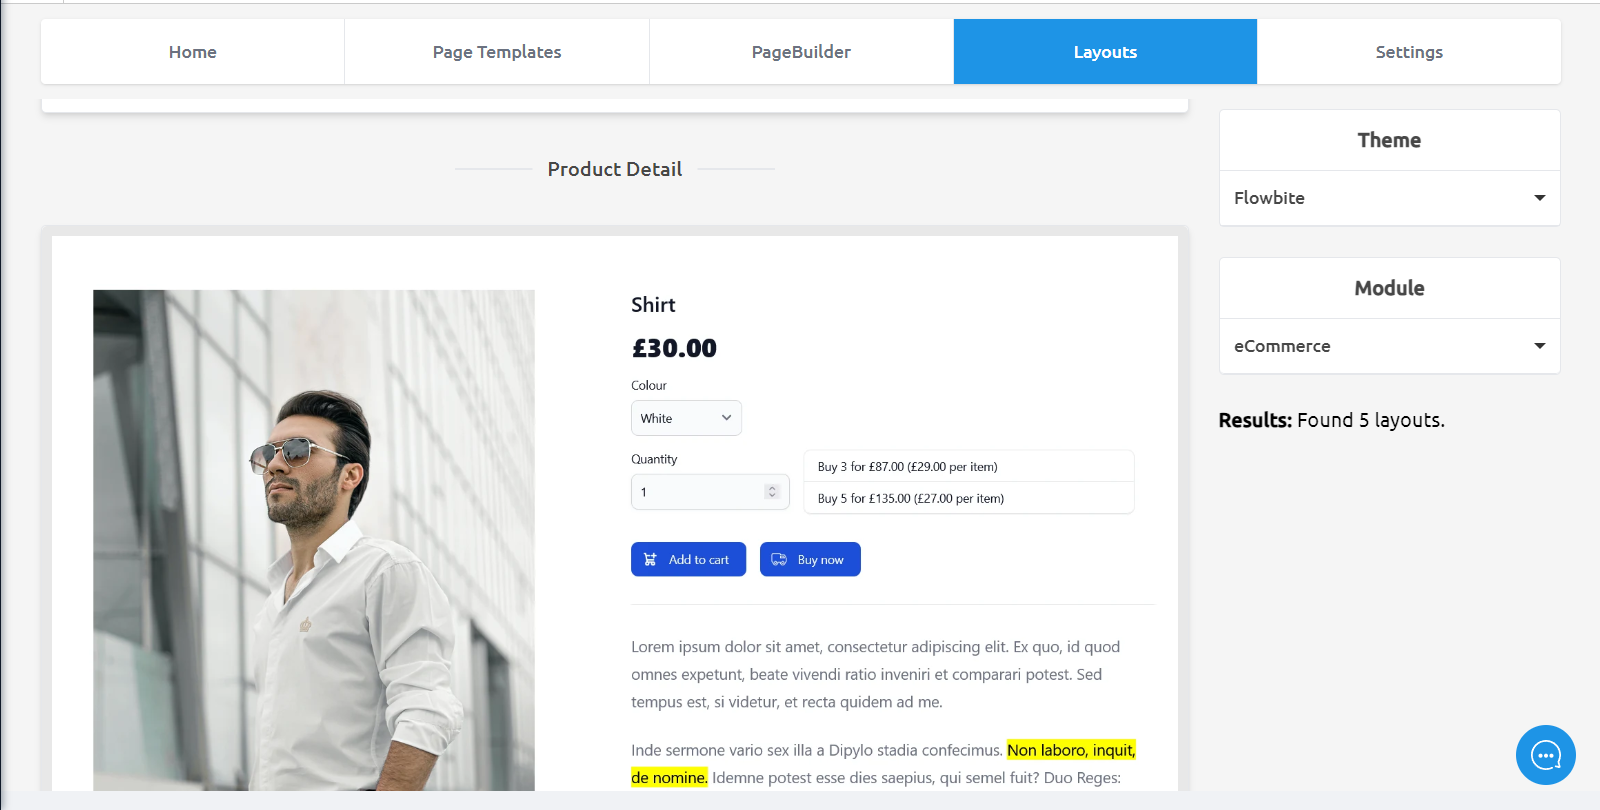 Home
Page Templates
PageBuilder
Layouts
Settings
Product Detail
Shirt
£30.00
Colour
White
Quantity
1
Buy 3 for £87.00 (£29.00 per item)
Buy 5 for £135.00 (£27.00 per item)
Add to cart
Buy now
Lorem ipsum dolor sit amet, consectetur adipiscing elit. Ex quo, id quod
omnes expetunt, beate vivendi ratio inveniri et comparari potest. Sed
tempus est, si videtur, et recta quidem ad me.
Inde sermone vario sex illa a Dipylo stadia confecimus. Non laboro, inquit,
de nomine. Idemne potest esse dies saepius, qui semel fuit? Duo Reges:
Theme
Flowbite
Module
eCommerce
Results: Found 5 layouts.